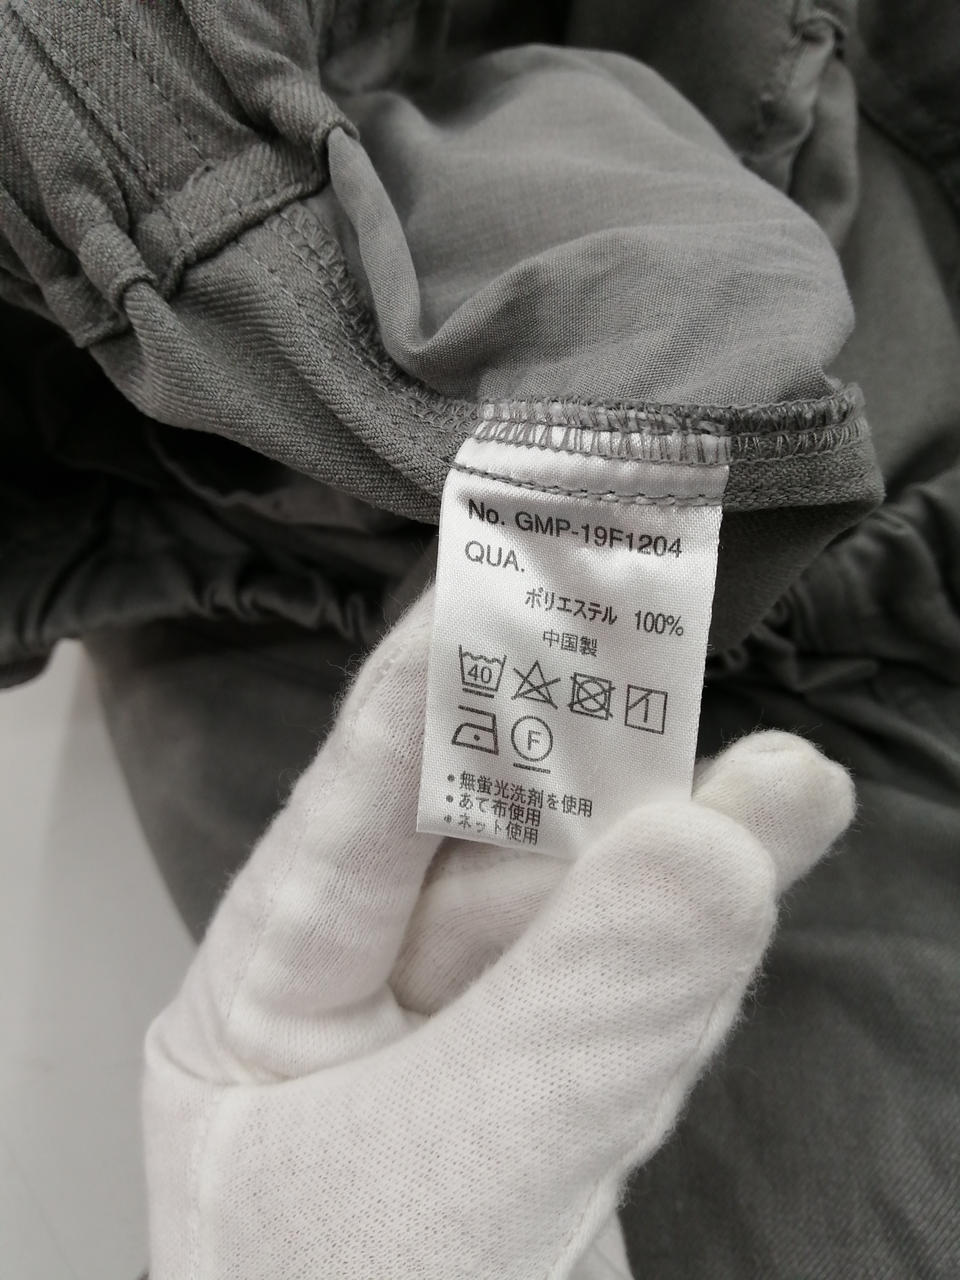 No. GMP-19F1204
QUA.
ポリエステル 100%
中国製
40
F
・無蛍光洗剤を使用
・あて布使用
・ネット使用